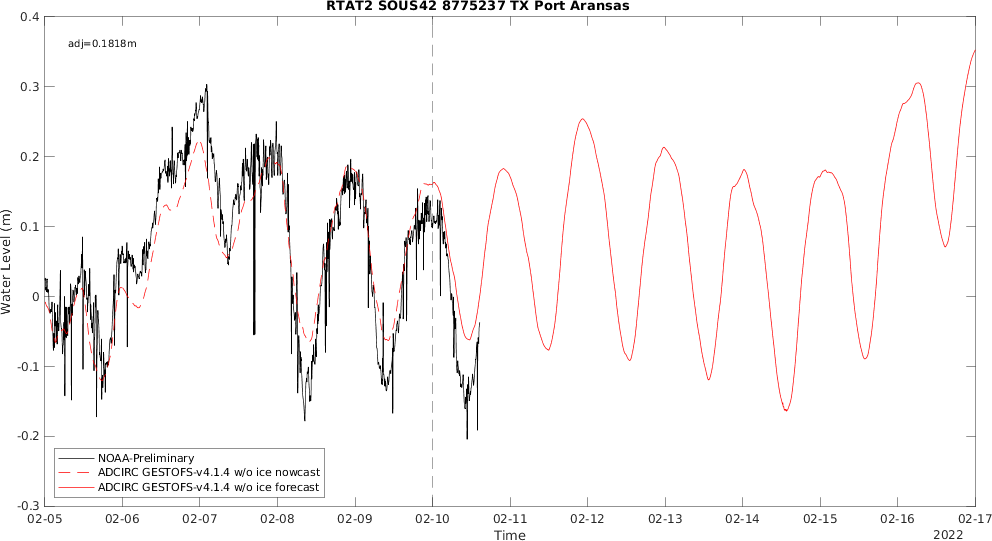 RTAT2 SOUS42 8775237 TX Port Aransas
adj=0.1818m
0.4
0.3
0.2
0.1
0
-0.1
-0.2
-0.3
Water Level (m)
NOAA-Preliminary
ADCIRC GESTOFS-v4.1.4 w/o ice nowcast
ADCIRC GESTOFS-v4.1.4 w/o ice forecast
02-05 02-06 02-07 02-08 02-09 02-10 02-11 02-12 02-13 02-14 02-15 02-16 02-17
Time
2022